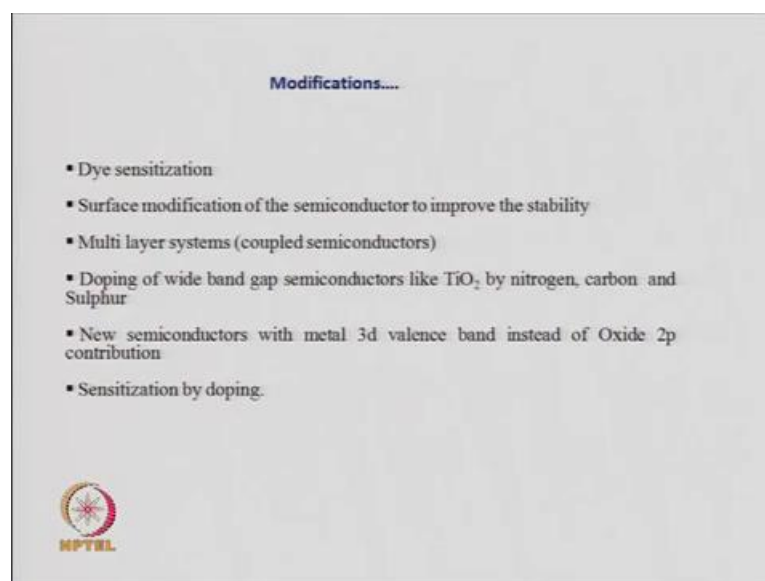 Modifications....
▪ Dye sensitization
▪ Surface modification of the semiconductor to improve the stability
▪ Multi layer systems (coupled semiconductors)
▪ Doping of wide band gap semiconductors like TiO₂ by nitrogen, carbon and
Sulphur
▪ New semiconductors with metal 3d valence band instead of Oxide 2p
contribution
▪ Sensitization by doping.
NPTEL